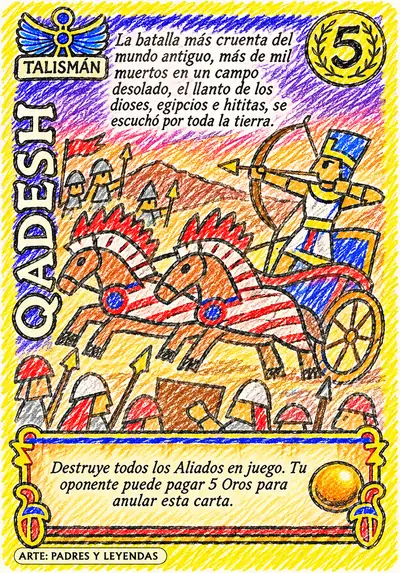 TALISMÁN
La batalla más cruenta del
mundo antiguo, más de mil
muertos en un campo
desolado, el llanto de los
dioses, egipcios e hititas, se
escuchó por toda la tierra.
5
QADESH
Destruye todos los Aliados en juego. Tu
oponente puede pagar 5 Oros para
anular esta carta.
ARTE: PADRES Y LEYENDAS